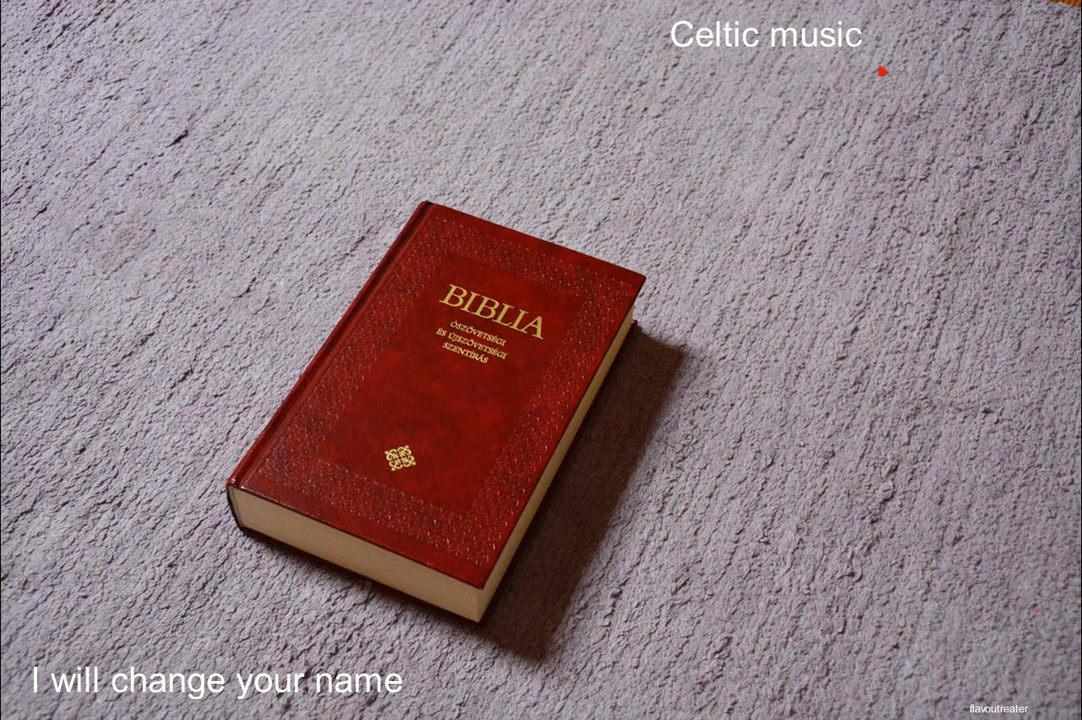 Celtic music
BIBLIA
ÓSZÖVETSÉGI
ÉS ÚJSZÖVETSÉGI
SZENTÍRÁS
I will change your name
flavoutreater